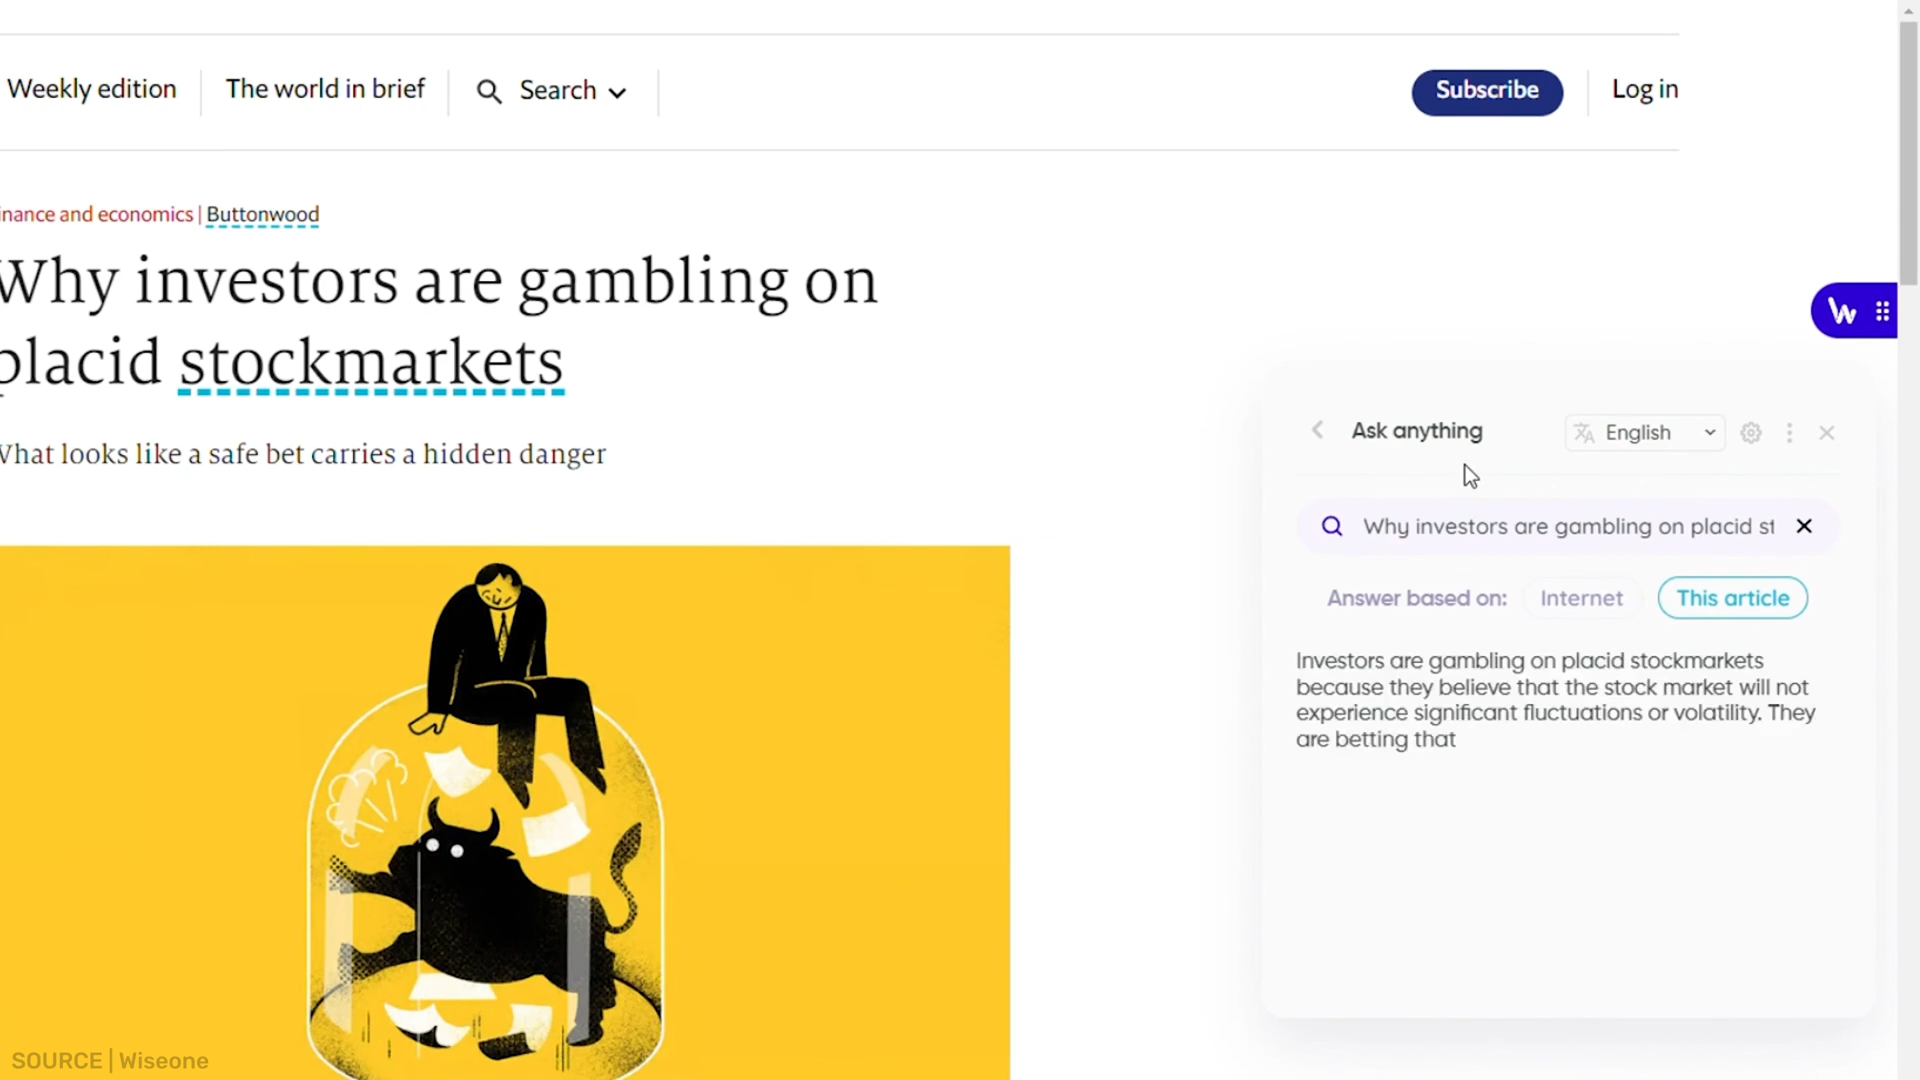 Weekly edition
The world in brief
Search
Subscribe
Log in
inance and economics | Buttonwood
Why investors are gambling on
placid stockmarkets
What looks like a safe bet carries a hidden danger
W
Ask anything
English
Why investors are gambling on placid st
Answer based on: Internet This article
Investors are gambling on placid stockmarkets
because they believe that the stock market will not
experience significant fluctuations or volatility. They
are betting that
SOURCE | Wiseone